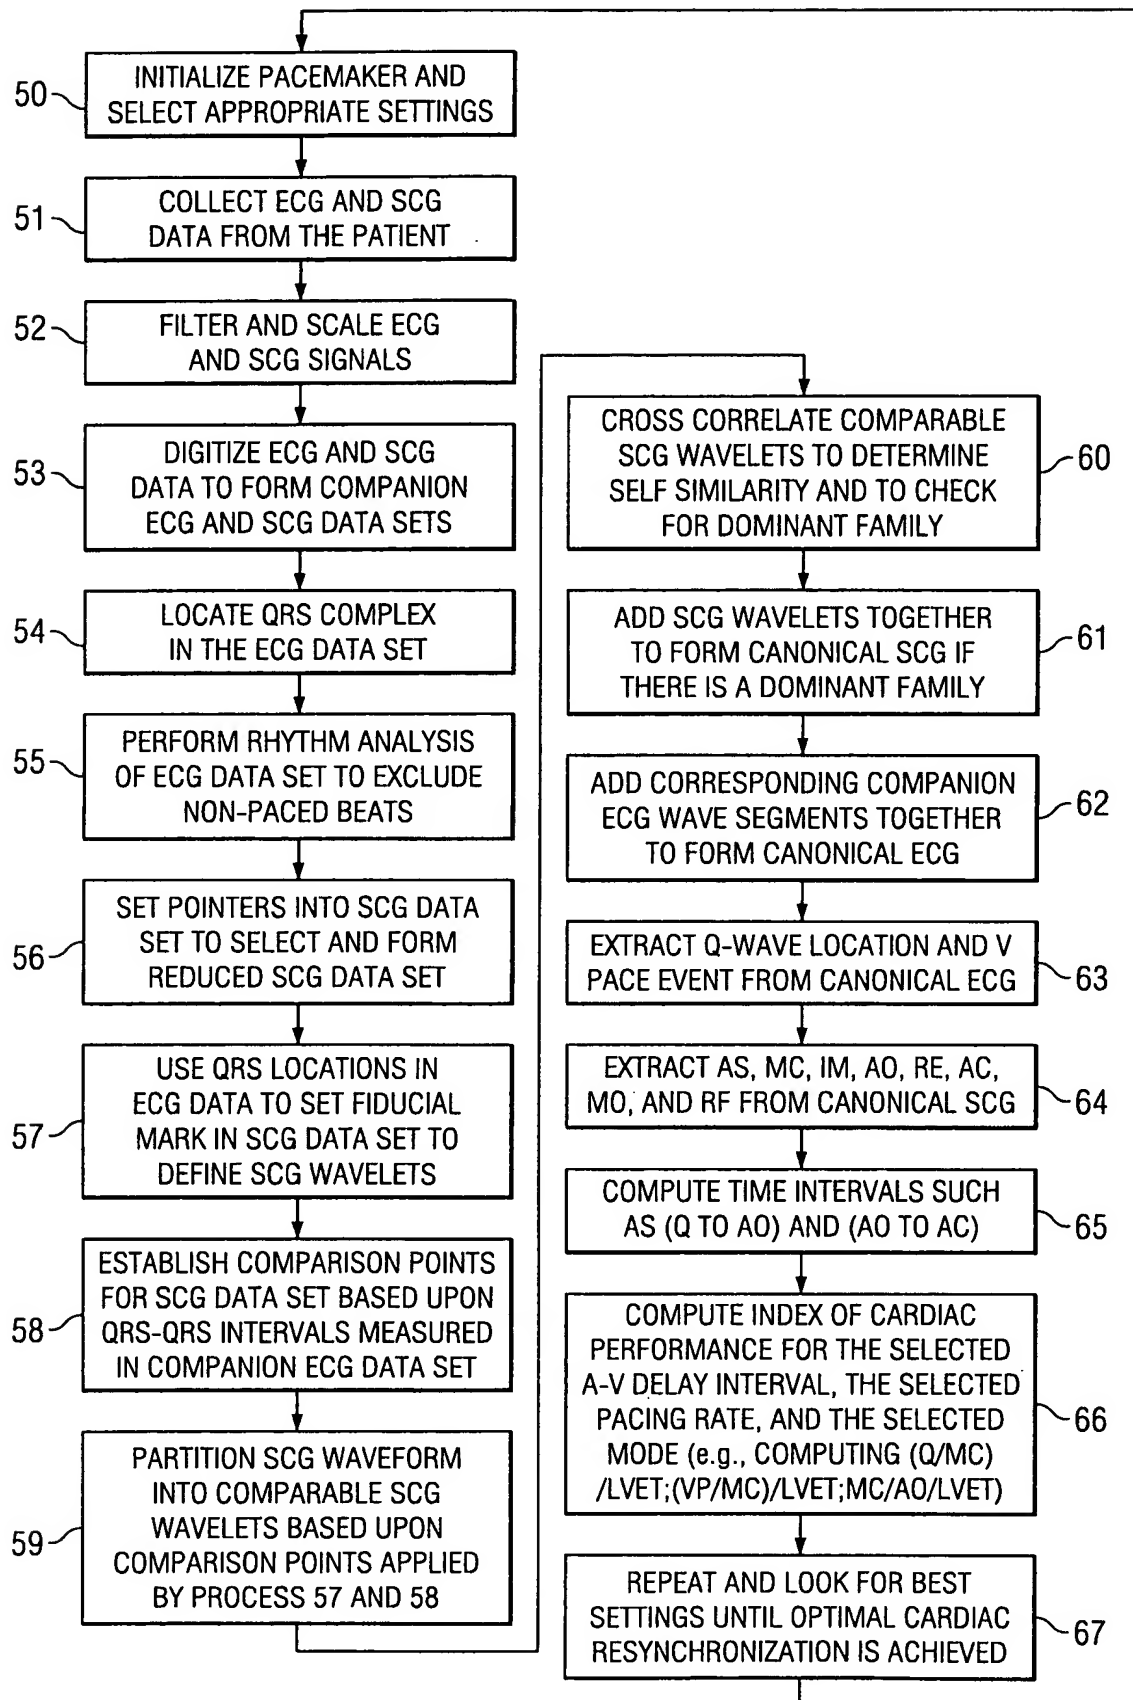 50
INITIALIZE PACEMAKER AND
SELECT APPROPRIATE SETTINGS
51
COLLECT ECG AND SCG
DATA FROM THE PATIENT
52
FILTER AND SCALE ECG
AND SCG SIGNALS
53
DIGITIZE ECG AND SCG
DATA TO FORM COMPANION
ECG AND SCG DATA SETS
54
LOCATE QRS COMPLEX
IN THE ECG DATA SET
55
PERFORM RHYTHM ANALYSIS
OF ECG DATA SET TO EXCLUDE
NON-PACED BEATS
56
SET POINTERS INTO SCG DATA
SET TO SELECT AND FORM
REDUCED SCG DATA SET
57
USE QRS LOCATIONS IN
ECG DATA TO SET FIDUCIAL
MARK IN SCG DATA SET TO
DEFINE SCG WAVELETS
58
ESTABLISH COMPARISON POINTS
FOR SCG DATA SET BASED UPON
QRS-QRS INTERVALS MEASURED
IN COMPANION ECG DATA SET
59
PARTITION SCG WAVEFORM
INTO COMPARABLE SCG
WAVELETS BASED UPON
COMPARISON POINTS APPLIED
BY PROCESS 57 AND 58
CROSS CORRELATE COMPARABLE
SCG WAVELETS TO DETERMINE
SELF SIMILARITY AND TO CHECK
FOR DOMINANT FAMILY
60
ADD SCG WAVELETS TOGETHER
TO FORM CANONICAL SCG IF
THERE IS A DOMINANT FAMILY
61
ADD CORRESPONDING COMPANION
ECG WAVE SEGMENTS TOGETHER
TO FORM CANONICAL ECG
62
EXTRACT Q-WAVE LOCATION AND V
PACE EVENT FROM CANONICAL ECG
63
EXTRACT AS, MC, IM, AO, RE, AC,
MO, AND RF FROM CANONICAL SCG
64
COMPUTE TIME INTERVALS SUCH
AS (Q TO AO) AND (AO TO AC)
65
COMPUTE INDEX OF CARDIAC
PERFORMANCE FOR THE SELECTED
A-V DELAY INTERVAL, THE SELECTED
PACING RATE, AND THE SELECTED
MODE (e.g., COMPUTING (Q/MC)
/LVET;(VP/MC)/LVET;MC/AO/LVET)
66
REPEAT AND LOOK FOR BEST
SETTINGS UNTIL OPTIMAL CARDIAC
RESYNCHRONIZATION IS ACHIEVED
67